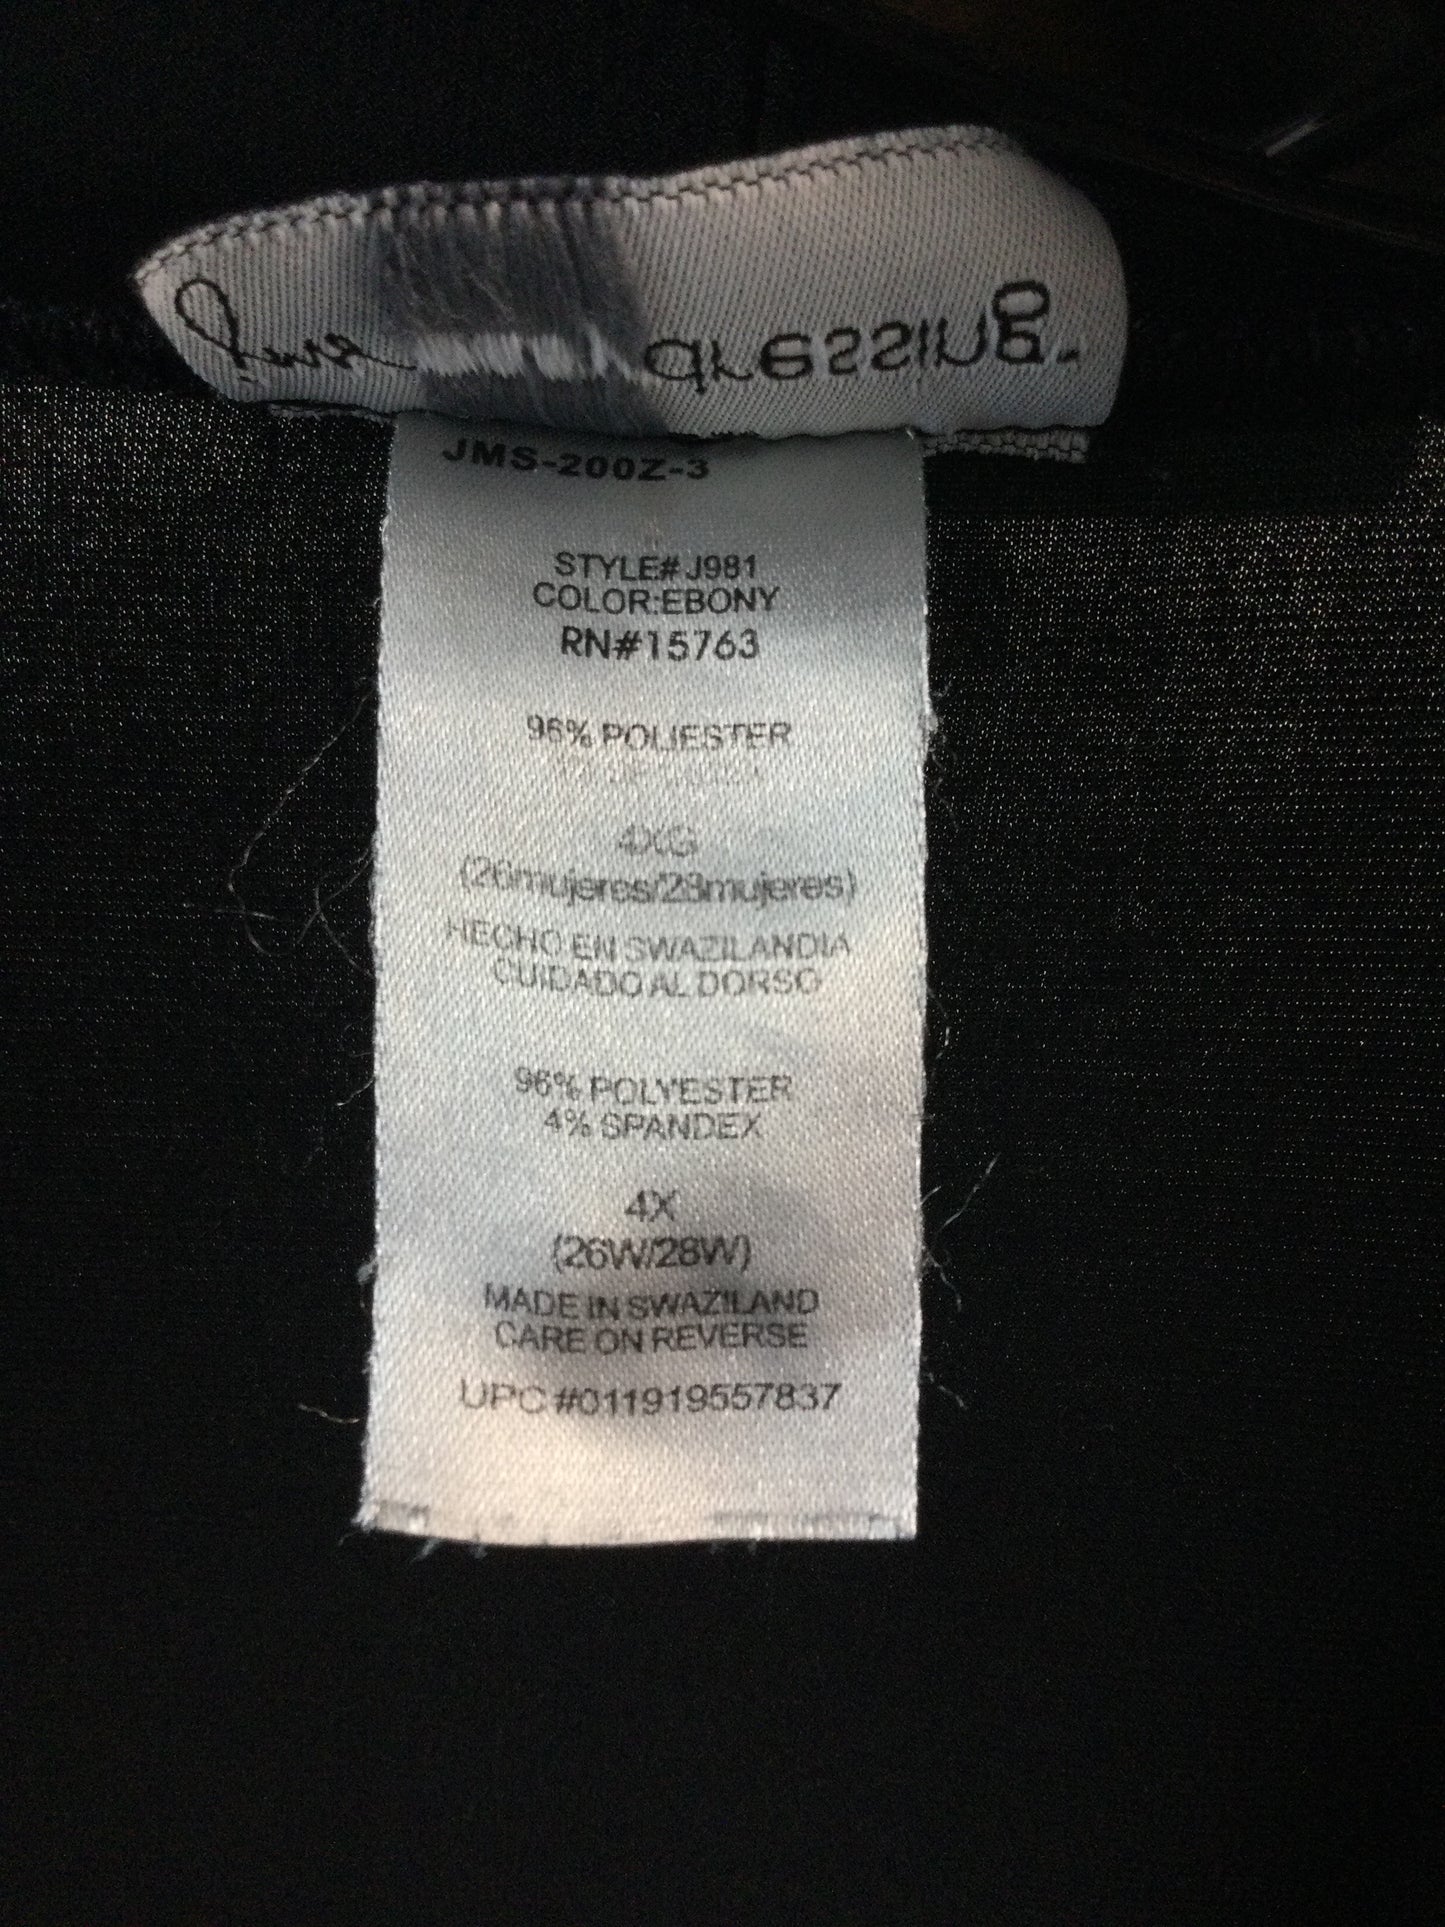 dressing.
JMS-200Z-3
STYLE# J981
COLOR:EBONY
RN#15763
96% POLIESTER
4XG
(26mujeres/28mujeres)
HECHO EN SWAZILANDIA
CUIDADO AL DORSO
96% POLYESTER
4% SPANDEX
4X
(26W/28W)
MADE IN SWAZILAND
CARE ON REVERSE
UPC #011919557837